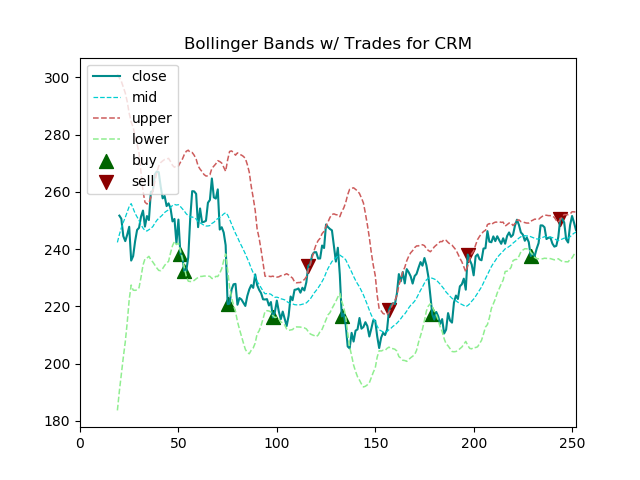 Bollinger Bands w/ Trades for CRM
300
280
260
240
220
200
180
close
mid
upper
lower
buy
sell
0 50 100 150 200 250